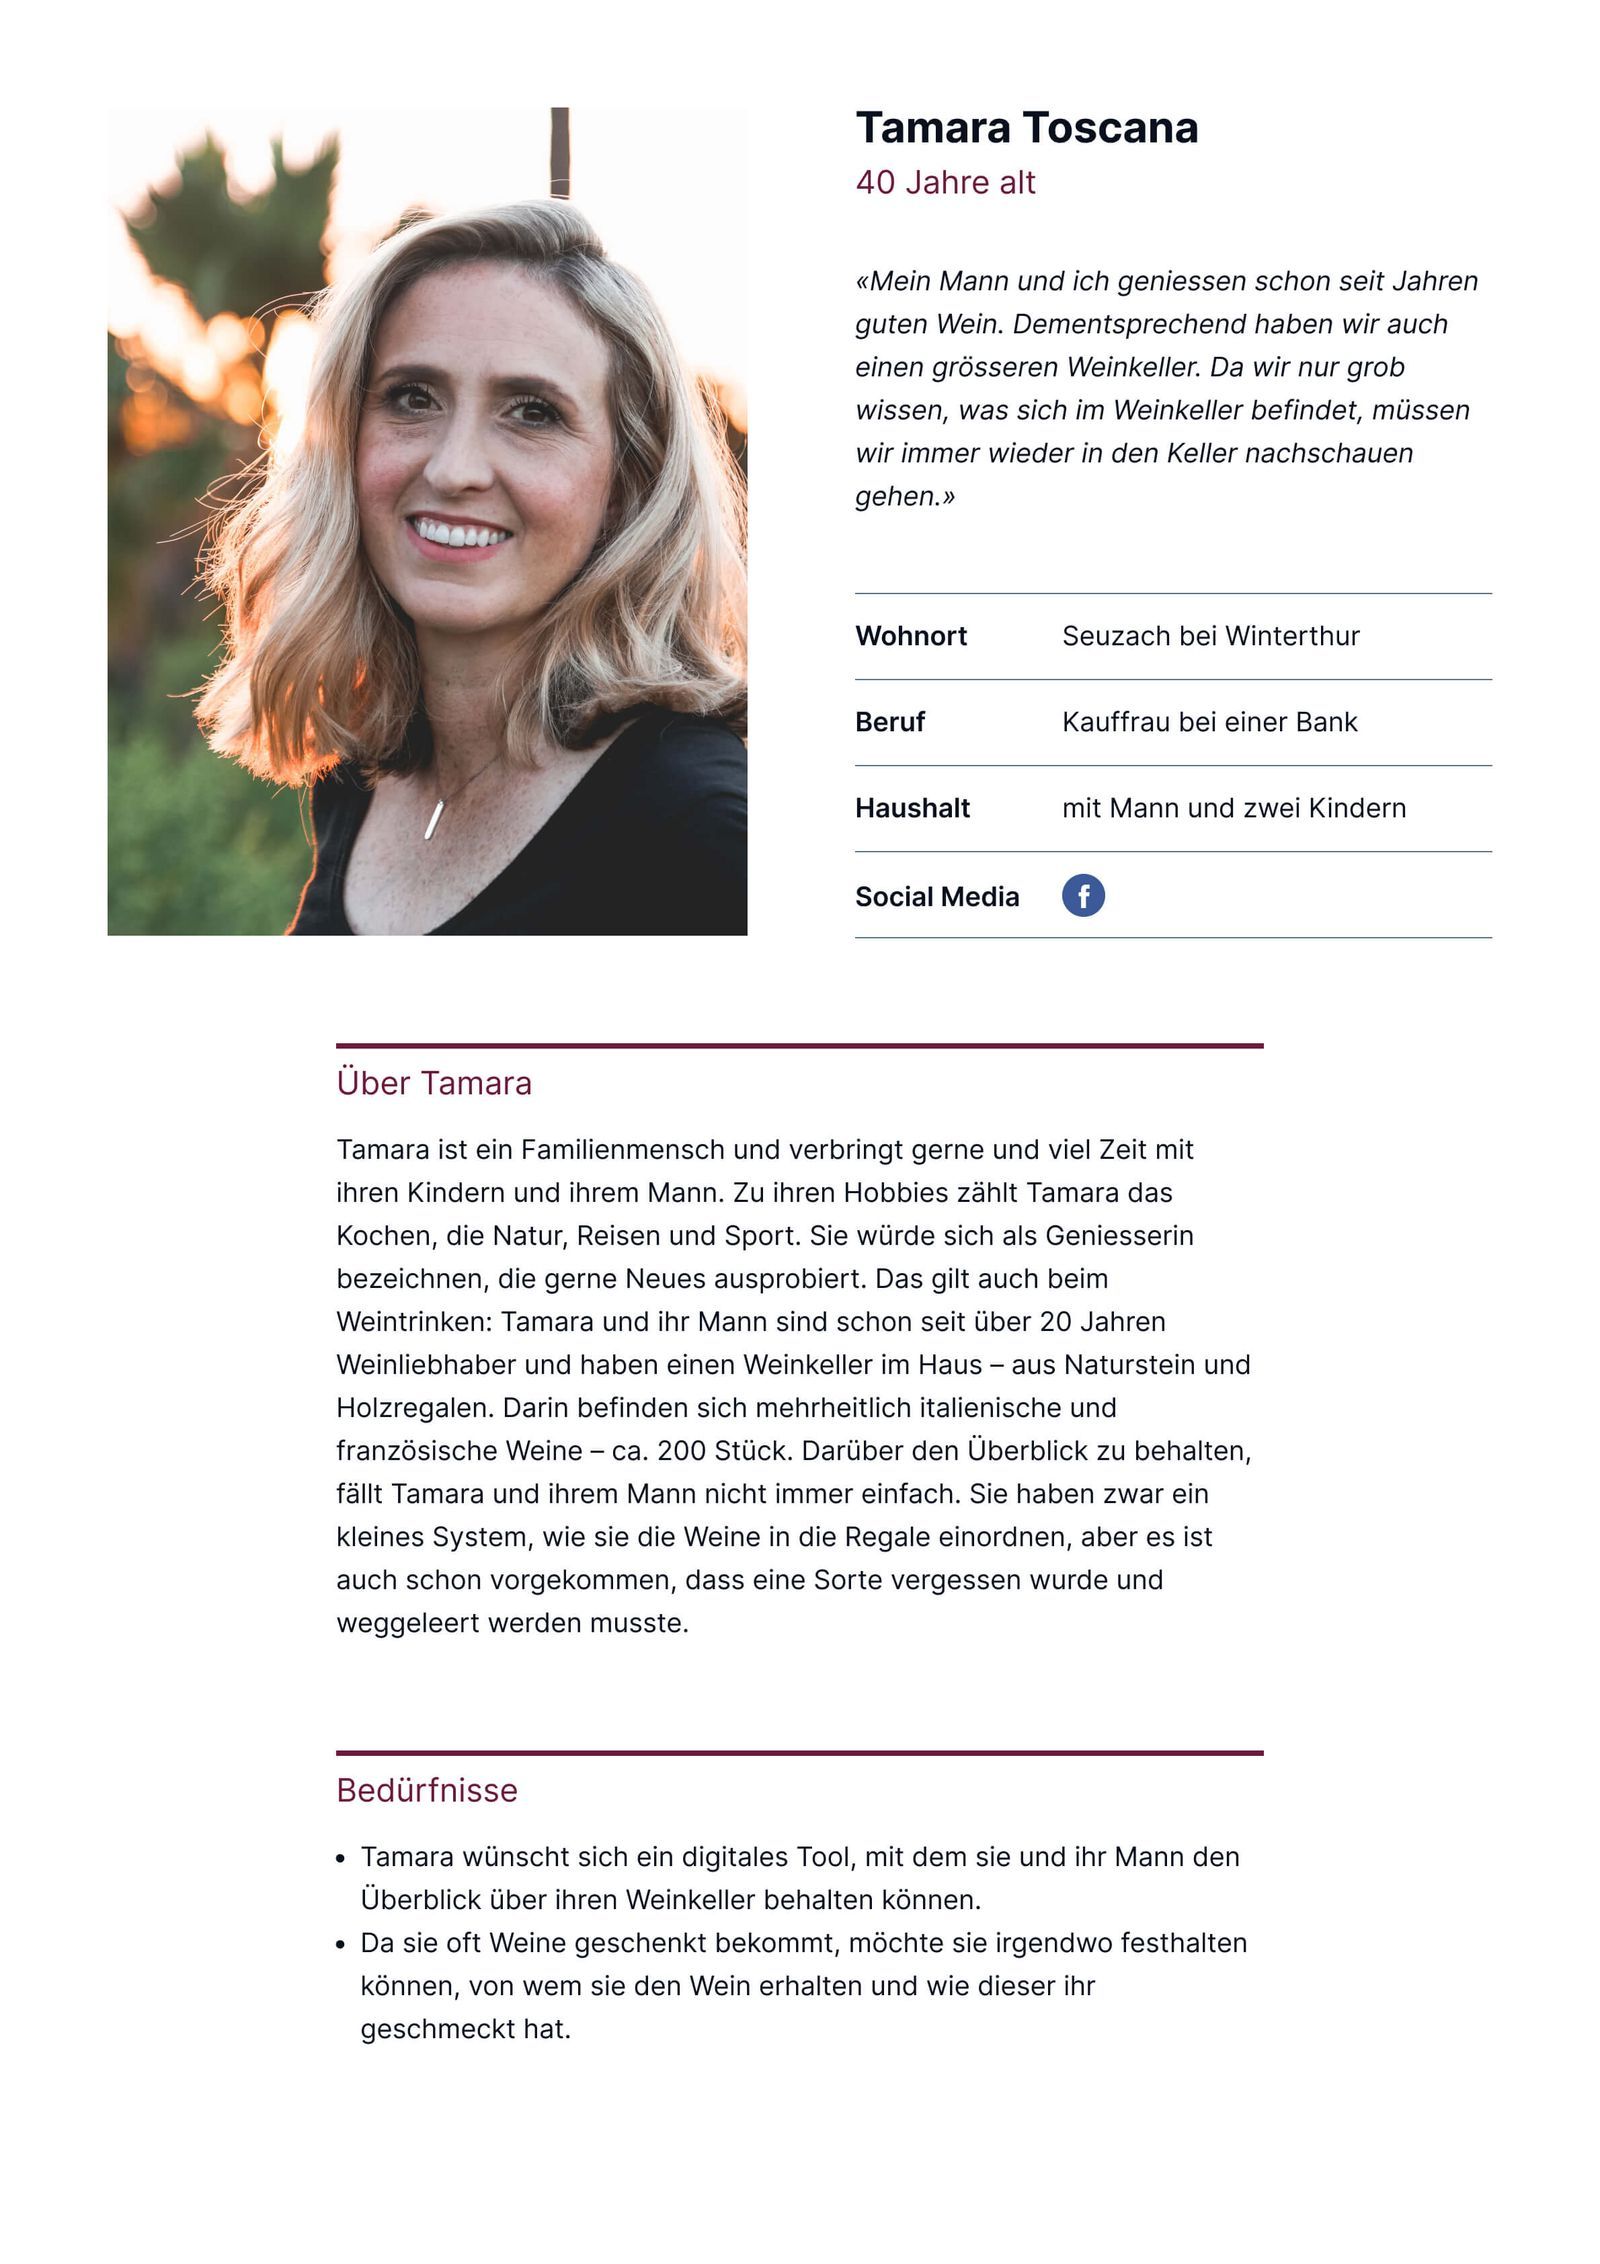 Tamara Toscana
40 Jahre alt
«Mein Mann und ich geniessen schon seit Jahren
guten Wein. Dementsprechend haben wir auch
einen grösseren Weinkeller. Da wir nur grob
wissen, was sich im Weinkeller befindet, müssen
wir immer wieder in den Keller nachschauen
gehen.»
Wohnort Seuzach bei Winterthur
Beruf Kauffrau bei einer Bank
Haushalt mit Mann und zwei Kindern
Social Media f
Über Tamara
Tamara ist ein Familienmensch und verbringt gerne und viel Zeit mit
ihren Kindern und ihrem Mann. Zu ihren Hobbies zählt Tamara das
Kochen, die Natur, Reisen und Sport. Sie würde sich als Geniesserin
bezeichnen, die gerne Neues ausprobiert. Das gilt auch beim
Weintrinken: Tamara und ihr Mann sind schon seit über 20 Jahren
Weinliebhaber und haben einen Weinkeller im Haus – aus Naturstein und
Holzregalen. Darin befinden sich mehrheitlich italienische und
französische Weine – ca. 200 Stück. Darüber den Überblick zu behalten,
fällt Tamara und ihrem Mann nicht immer einfach. Sie haben zwar ein
kleines System, wie sie die Weine in die Regale einordnen, aber es ist
auch schon vorgekommen, dass eine Sorte vergessen wurde und
weggeleert werden musste.
Bedürfnisse
• Tamara wünscht sich ein digitales Tool, mit dem sie und ihr Mann den
Überblick über ihren Weinkeller behalten können.
• Da sie oft Weine geschenkt bekommt, möchte sie irgendwo festhalten
können, von wem sie den Wein erhalten und wie dieser ihr
geschmeckt hat.